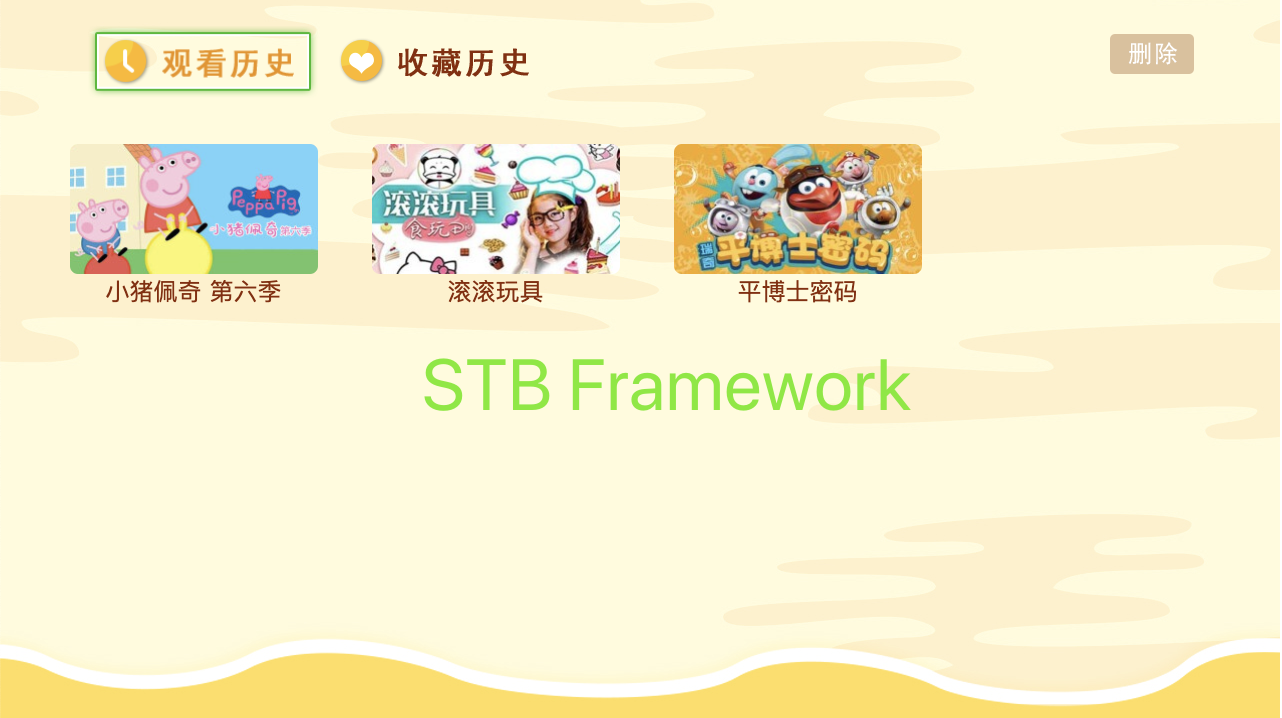 观看历史
收藏历史
删除
Peppa Pig
小猪佩奇第六季
滚滚玩具
食玩
瑞奇
平博士密码
小猪佩奇 第六季
滚滚玩具
平博士密码
STB Framework